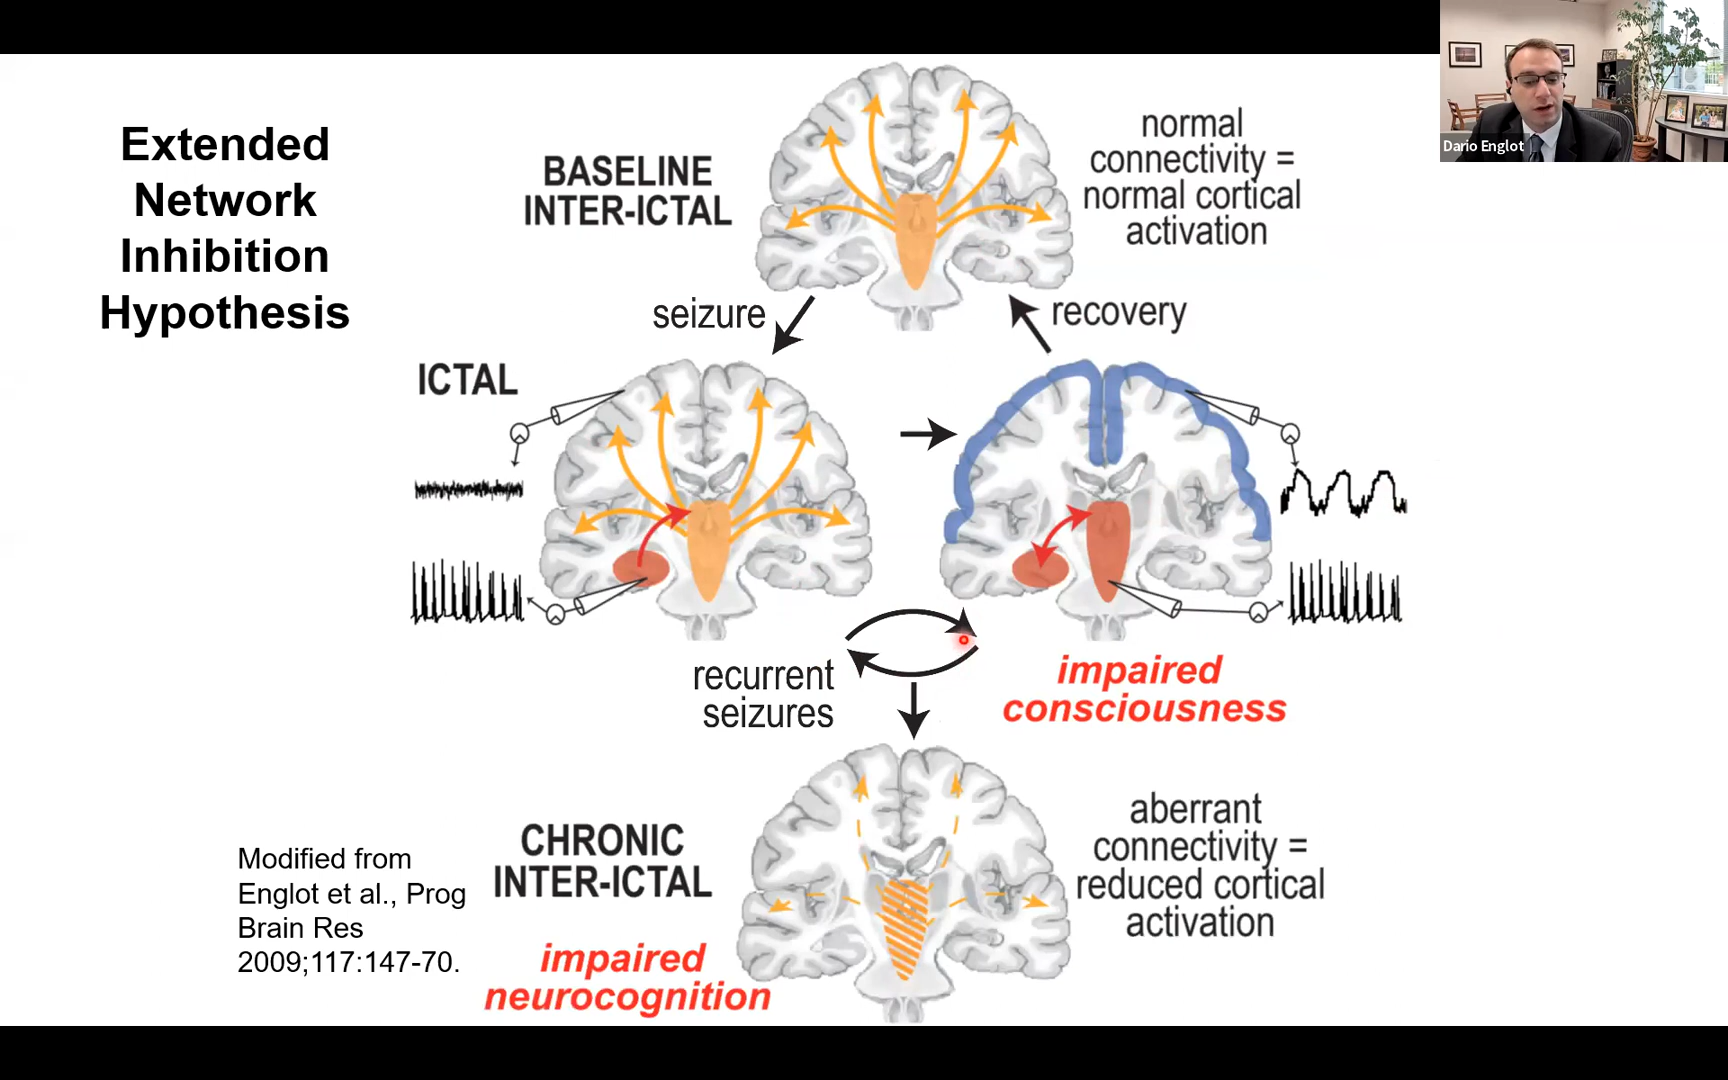 Extended
Network
Inhibition
Hypothesis
BASELINE
INTER-ICTAL
normal
connectivity =
normal cortical
activation
Dario Englot
seizure
recovery
ICTAL
recurrent
seizures
impaired
consciousness
CHRONIC
INTER-ICTAL
impaired
neurocognition
aberrant
connectivity =
reduced cortical
activation
Modified from
Englot et al., Prog
Brain Res
2009;117:147-70.